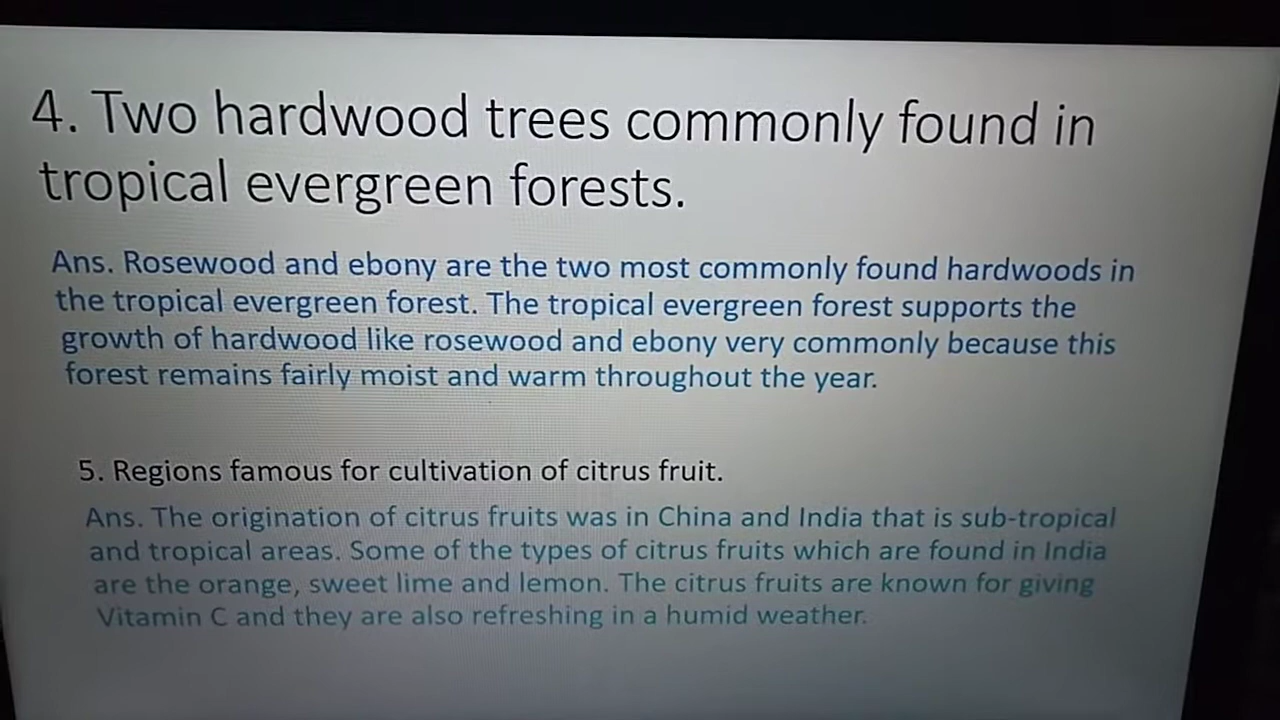 4. Two hardwood trees commonly found in
tropical evergreen forests.
Ans. Rosewood and ebony are the two most commonly found hardwoods in
the tropical evergreen forest. The tropical evergreen forest supports the
growth of hardwood like rosewood and ebony very commonly because this
forest remains fairly moist and warm throughout the year.
5. Regions famous for cultivation of citrus fruit.
Ans. The origination of citrus fruits was in China and India that is sub-tropical
and tropical areas. Some of the types of citrus fruits which are found in India
are the orange, sweet lime and lemon. The citrus fruits are known for giving
Vitamin C and they are also refreshing in a humid weather.